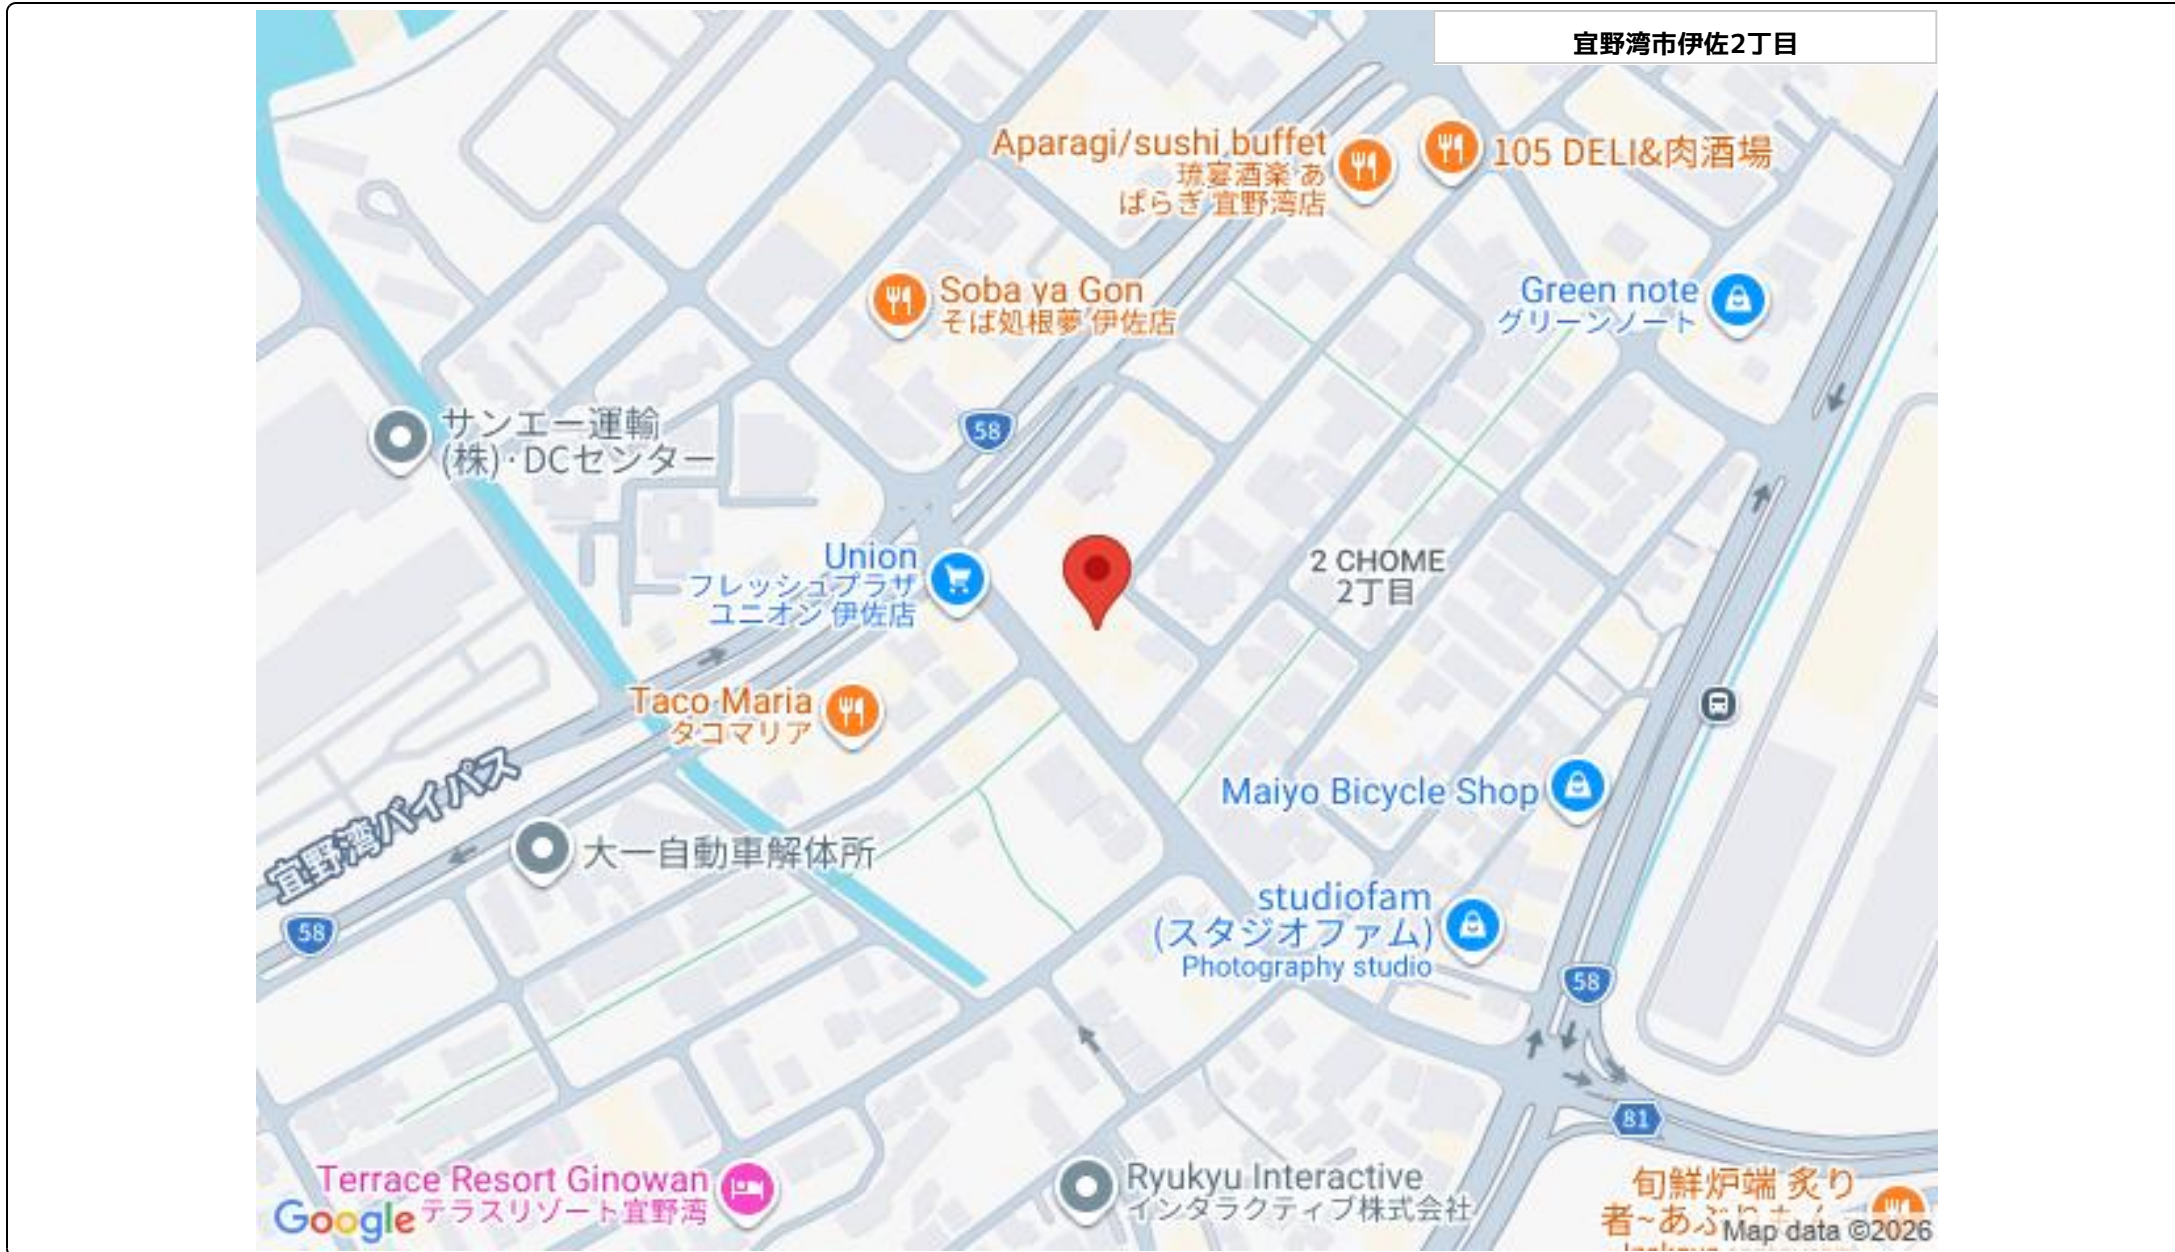 宜野湾市伊佐2丁目
Aparagi/sushi buffet
琉宴酒楽 あ
ぱらぎ 宜野湾店
105 DELI&肉酒場
Soba ya Gon
そば処根夢 伊佐店
Green note
グリーンノート
サンエー運輸
(株)・DCセンター
58
Union
フレッシュプラザ
ユニオン 伊佐店
2 CHOME
2丁目
Taco Maria
タコマリア
宜野湾バイパス
Maiyo Bicycle Shop
大一自動車解体所
58
studiofam
(スタジオファム)
Photography studio
58
81
Terrace Resort Ginowan
テラスリゾート宜野湾
Google
Ryukyu Interactive
インタラクティブ株式会社
旬鮮炉端 炙り
者~あぶり
Map data ©2026